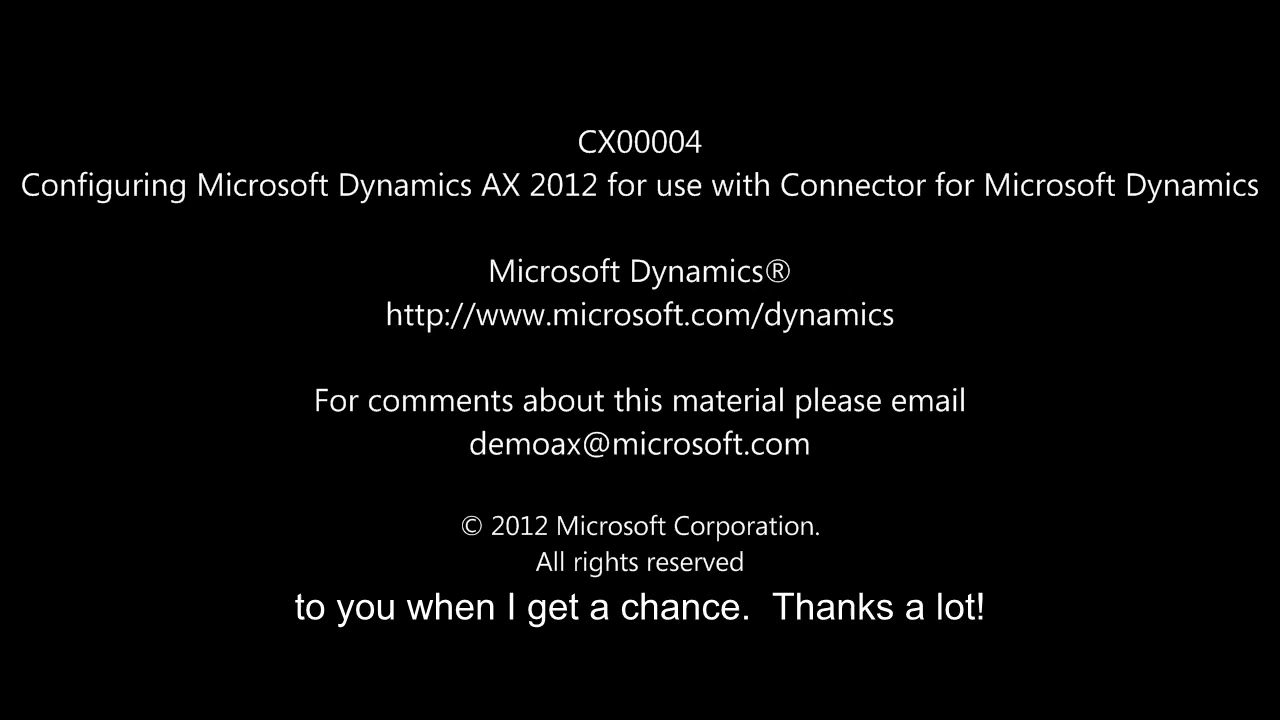 CX00004
Configuring Microsoft Dynamics AX 2012 for use with Connector for Microsoft Dynamics
Microsoft Dynamics®
http://www.microsoft.com/dynamics
For comments about this material please email
demoax@microsoft.com
© 2012 Microsoft Corporation.
All rights reserved
to you when I get a chance.  Thanks a lot!